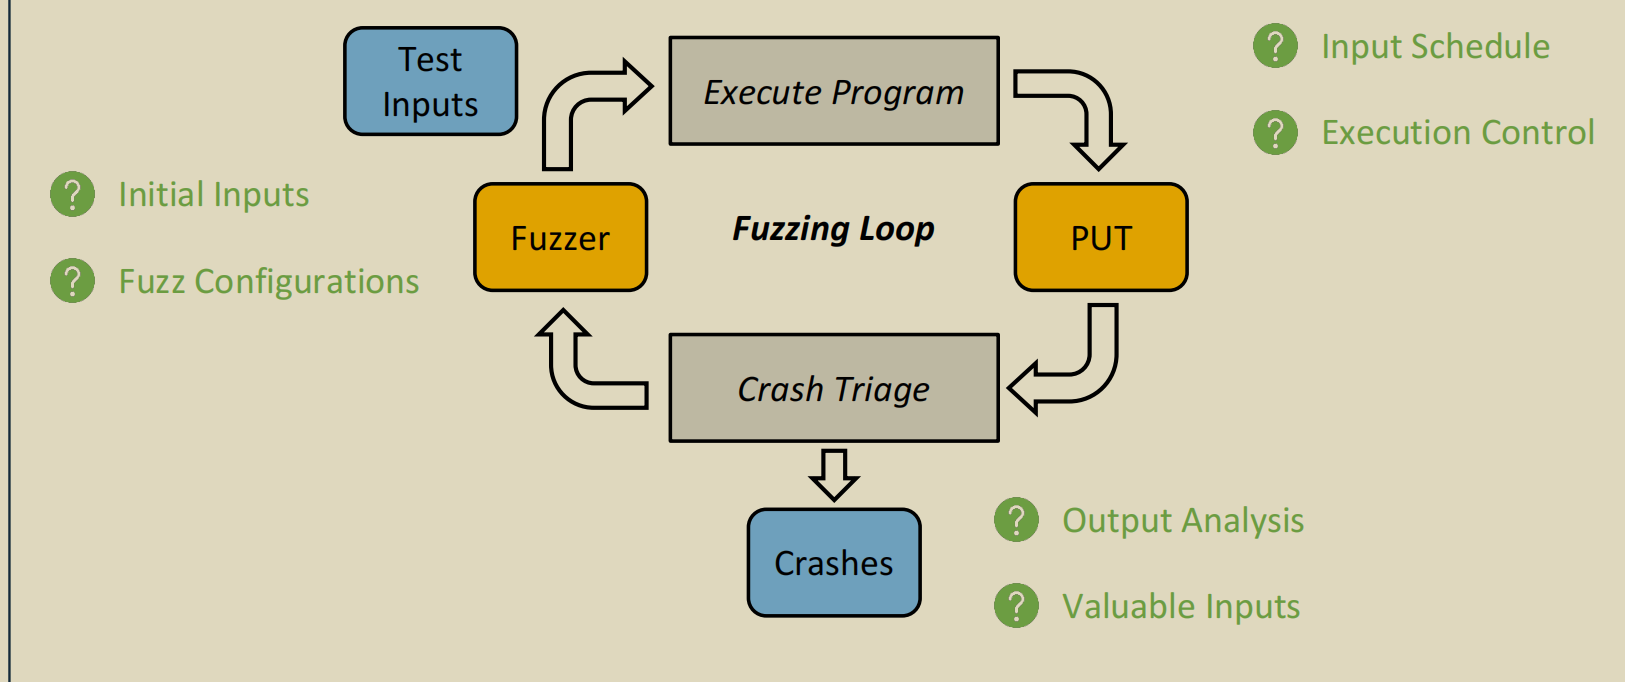 Test
Inputs
Execute Program
Input Schedule
Execution Control
Initial Inputs
Fuzz Configurations
Fuzzer
Fuzzing Loop
PUT
Crash Triage
Crashes
Output Analysis
Valuable Inputs